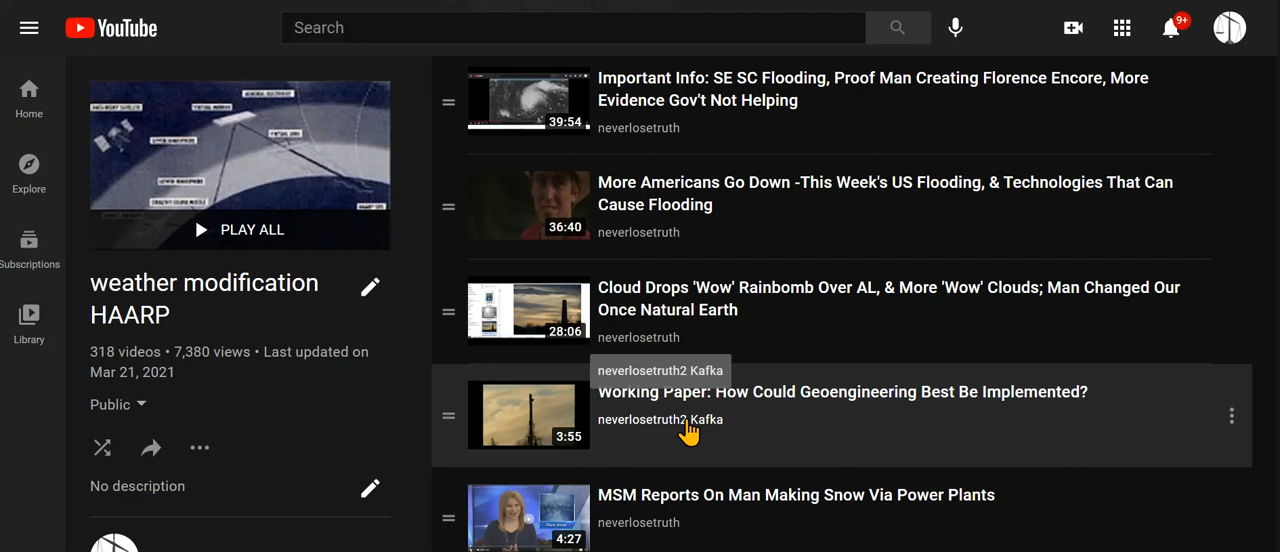 YouTube
Search
9+
Home
Explore
Subscriptions
Library
PLAY ALL
weather modification
HAARP
318 videos • 7,380 views • Last updated on
Mar 21, 2021
Public
No description
39:54
Important Info: SE SC Flooding, Proof Man Creating Florence Encore, More
Evidence Gov't Not Helping
neverlosetruth
36:40
More Americans Go Down -This Week's US Flooding, & Technologies That Can
Cause Flooding
neverlosetruth
28:06
Cloud Drops 'Wow' Rainbomb Over AL, & More 'Wow' Clouds; Man Changed Our
Once Natural Earth
neverlosetruth
neverlosetruth2 Kafka
3:55
Working Paper: How Could Geoengineering Best Be Implemented?
neverlosetruth2 Kafka
4:27
MSM Reports On Man Making Snow Via Power Plants
neverlosetruth